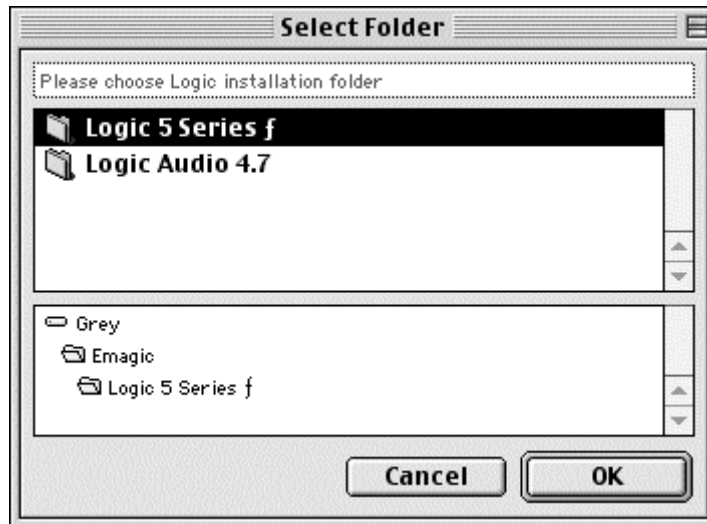 Select Folder
Please choose Logic installation folder
Logic 5 Series ƒ
Logic Audio 4.7
Grey
Emagic
Logic 5 Series ƒ
Cancel OK